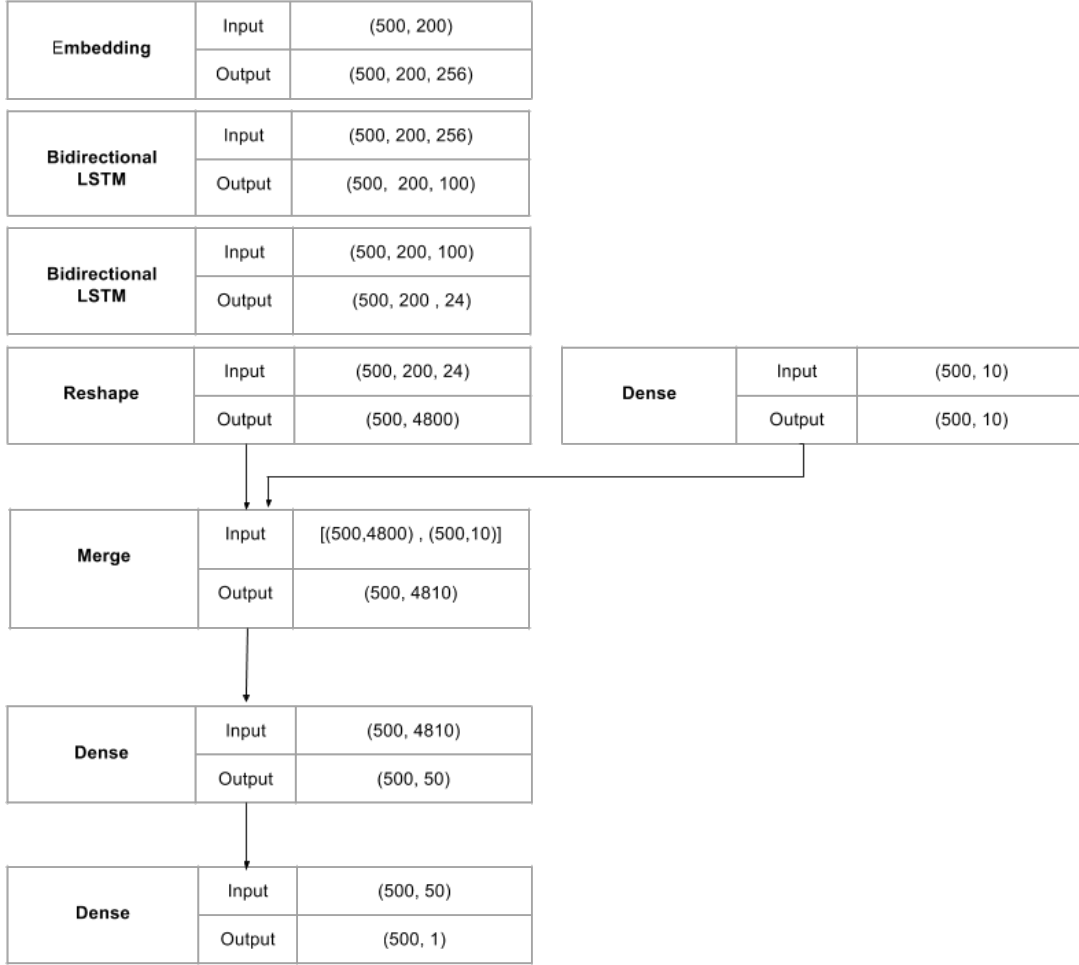 Embedding
Input (500, 200)
Output (500, 200, 256)
Bidirectional
LSTM
Input (500, 200, 256)
Output (500, 200, 100)
Bidirectional
LSTM
Input (500, 200, 100)
Output (500, 200 , 24)
Reshape
Input (500, 200, 24)
Output (500, 4800)
Dense
Input (500, 10)
Output (500, 10)
Merge
Input [(500,4800) , (500,10)]
Output (500, 4810)
Dense
Input (500, 4810)
Output (500, 50)
Dense
Input (500, 50)
Output (500, 1)